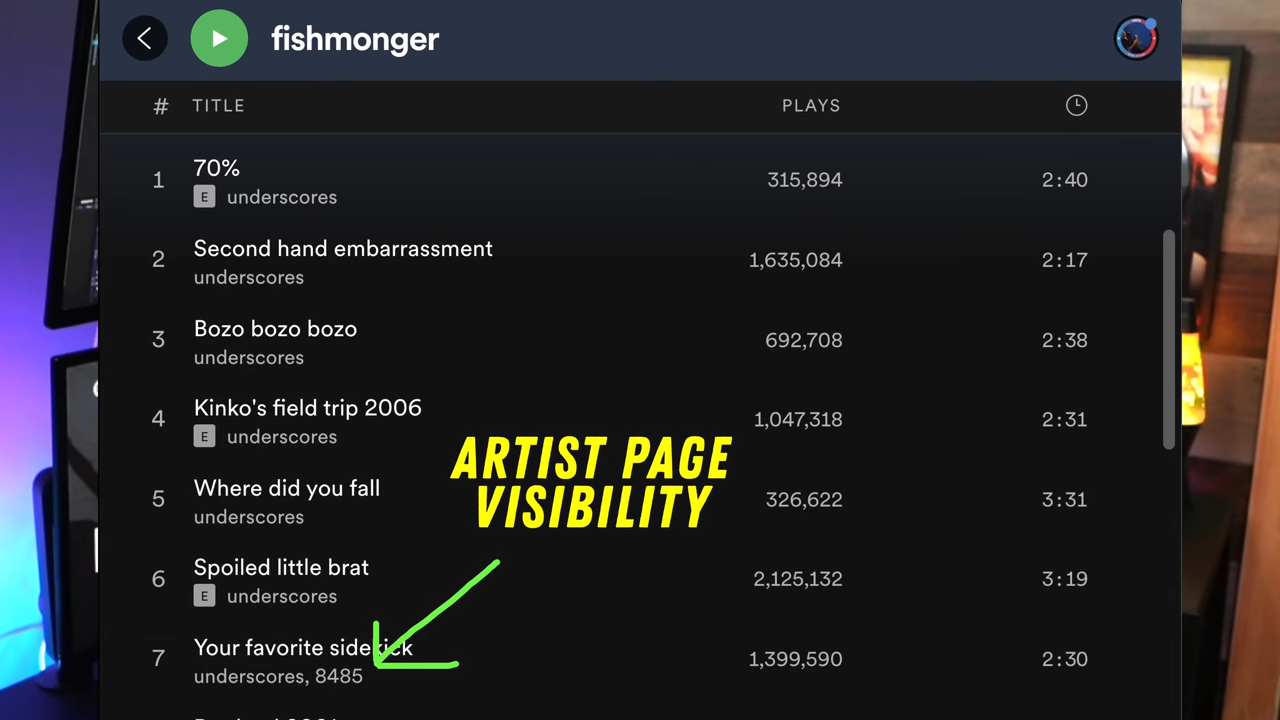 fishmonger
# TITLE PLAYS
1 70% 315,894 2:40
E underscores
2 Second hand embarrassment 1,635,084 2:17
underscores
3 Bozo bozo bozo 692,708 2:38
underscores
4 Kinko's field trip 2006 1,047,318 2:31
E underscores
ARTIST PAGE
VISIBILITY
5 Where did you fall 326,622 3:31
underscores
6 Spoiled little brat 2,125,132 3:19
E underscores
7 Your favorite sidekick 1,399,590 2:30
underscores, 8485